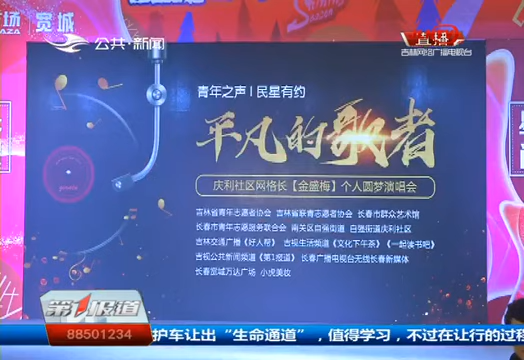 广场 宽城
PLAZA
公共·新闻
直播
吉林网络广播电视台
青年之声 | 民星有约
平凡的歌者
庆利社区网格长【金盛梅】个人圆梦演唱会
吉林省青年志愿者协会 吉林省联青志愿者协会 长春市群众艺术馆
长春市青年志愿服务联合会 南关区自强街道 自强街道庆利社区
吉林交通广播《好人帮》 吉视生活频道《文化下午茶》《一起读书吧》
吉视公共新闻频道《第1报道》 长春广播电视台无线长春新媒体
长春宽城万达广场 小虎美妆
第1报道
88501234
护车让出“生命通道”，值得学习，不过在让行的过程